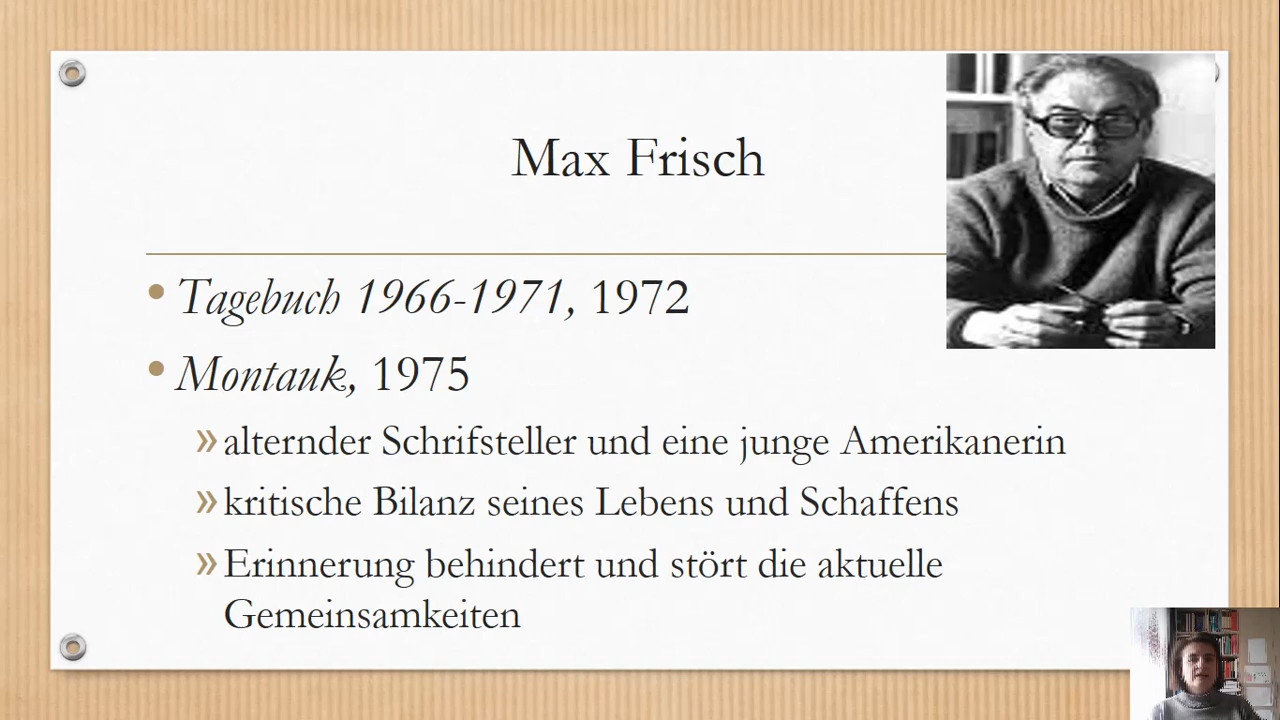 Max Frisch
• Tagebuch 1966-1971, 1972
• Montauk, 1975
» alternder Schrifsteller und eine junge Amerikanerin
» kritische Bilanz seines Lebens und Schaffens
» Erinnerung behindert und stört die aktuelle
Gemeinsamkeiten